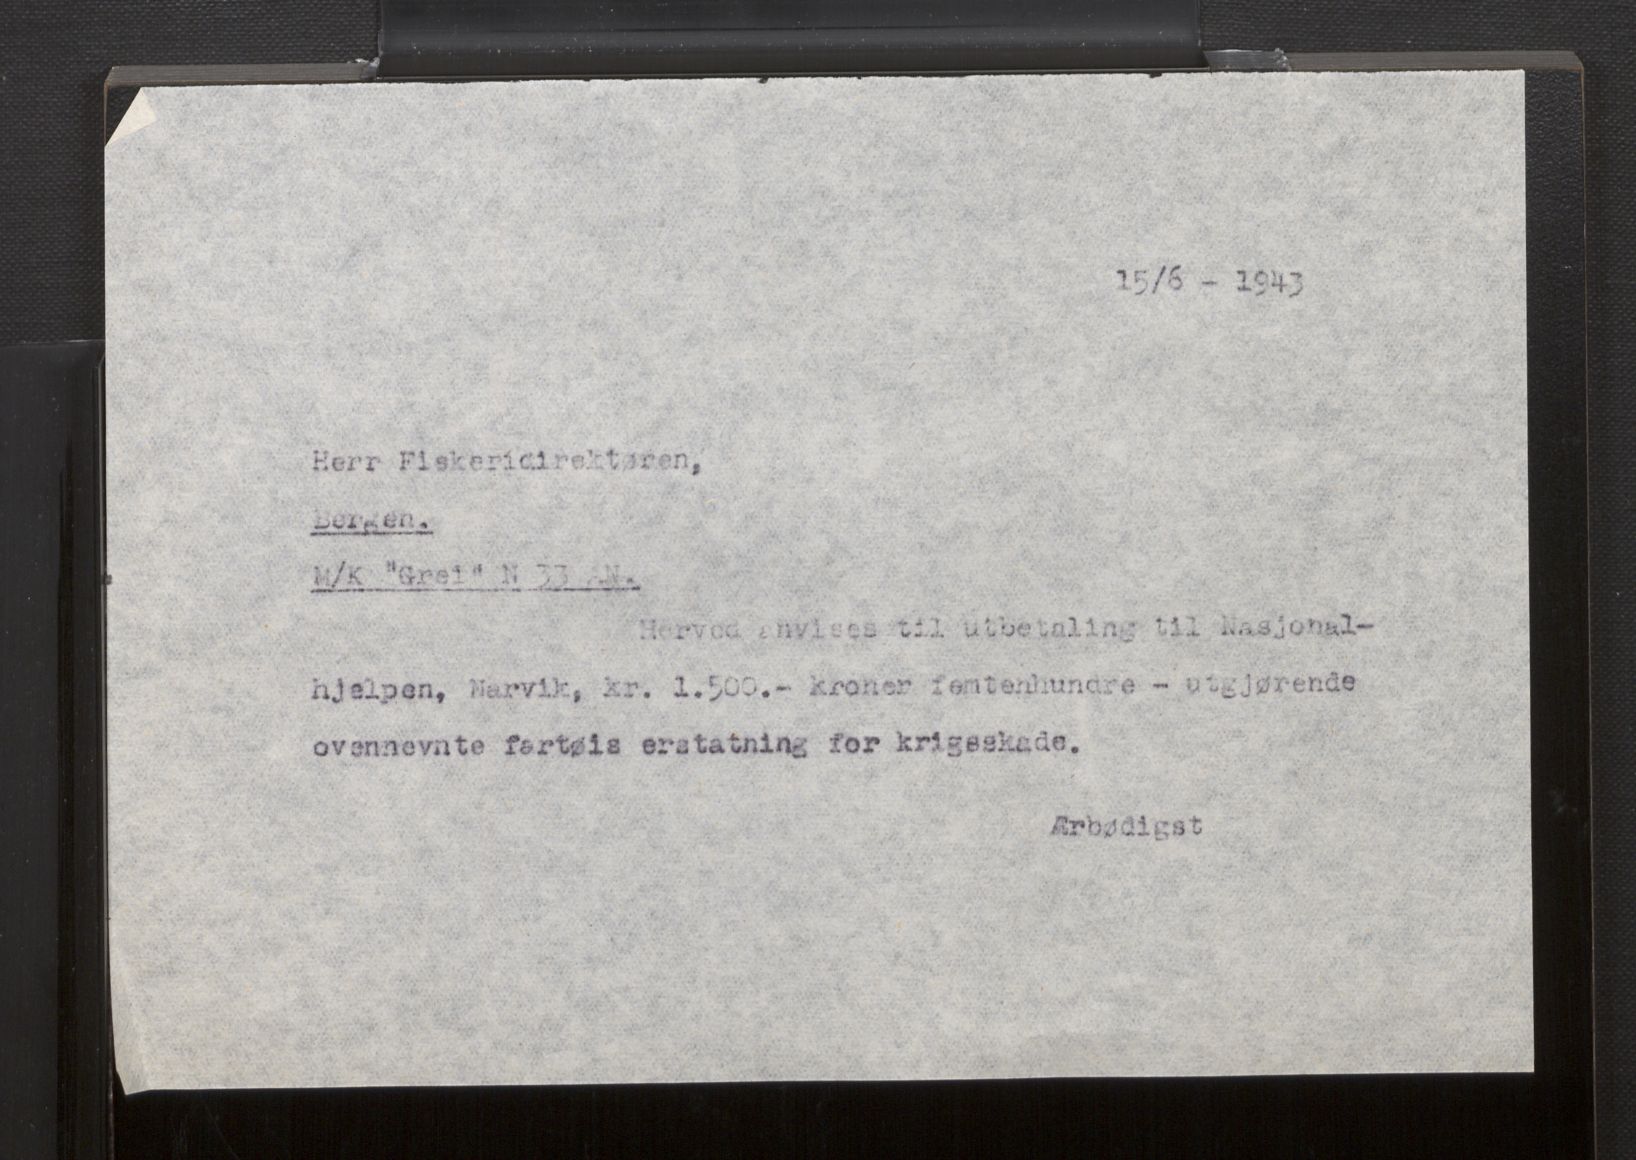 15/6 - 1943
Herr Fiskeridirektøren,
Bergen.
M/K "Grei" N 33 AN.
Herved anvises til utbetaling til Nasjonal-
hjelpen, Narvik, kr. 1.500.- kroner femtenhundre - utgjørende
ovennevnte fartøis erstatning for krigsskade.
Ærbødigst